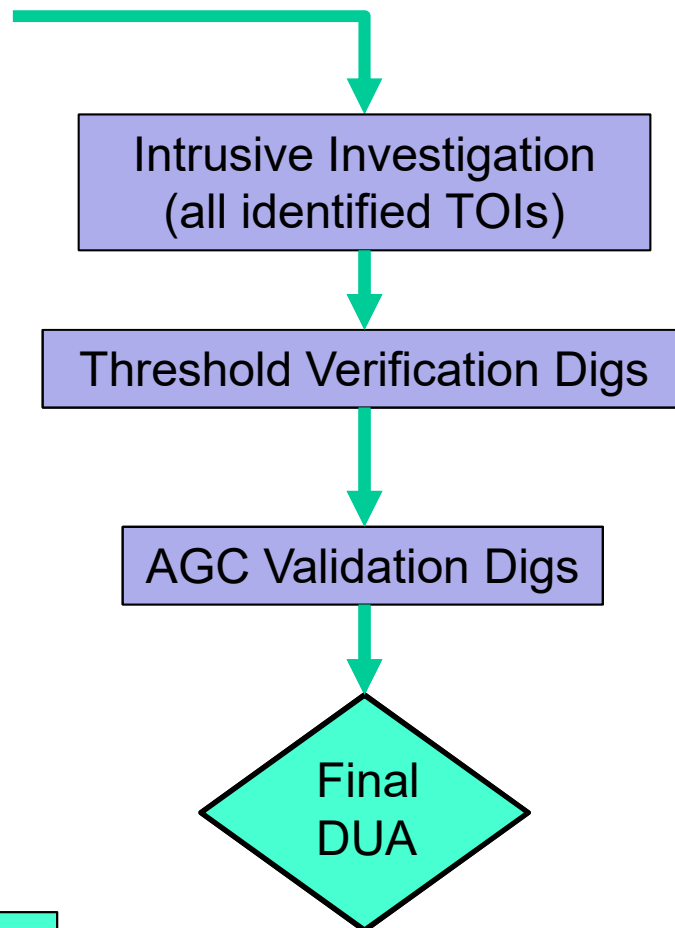 Intrusive Investigation
(all identified TOIs)
Threshold Verification Digs
AGC Validation Digs
Final
DUA